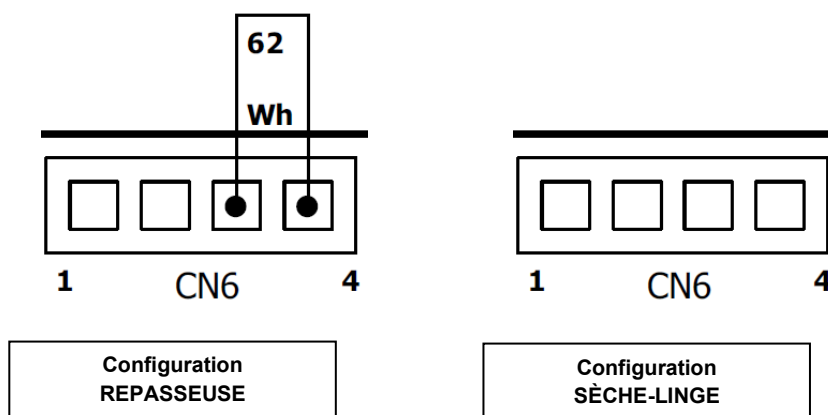 62
Wh
1 CN6 4
1 CN6 4
Configuration
REPASSEUSE
Configuration
SÈCHE-LINGE